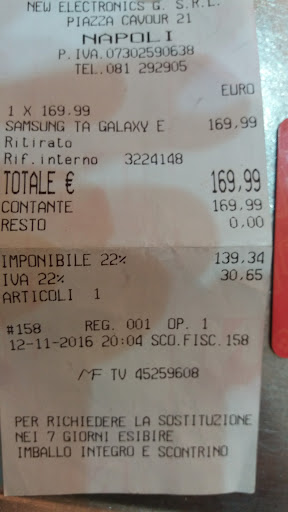 NEW ELECTRONICS G. S.R.L.
PIAZZA CAVOUR 21
NAPOLI
P.IVA.07302590638
TEL.081 292905
EURO
1 X 169.99
SAMSUNG TA GALAXY E 169,99
Ritirato
Rif.interno 3224148
TOTALE € 169,99
CONTANTE 169,99
RESTO 0,00
IMPONIBILE 22% 139,34
IVA 22% 30,65
ARTICOLI 1
#158 REG. 001 OP. 1
12-11-2016 20:04 SCO.FISC.158
MF TV 45259608
PER RICHIEDERE LA SOSTITUZIONE
NEI 7 GIORNI ESIBIRE
IMBALLO INTEGRO E SCONTRINO